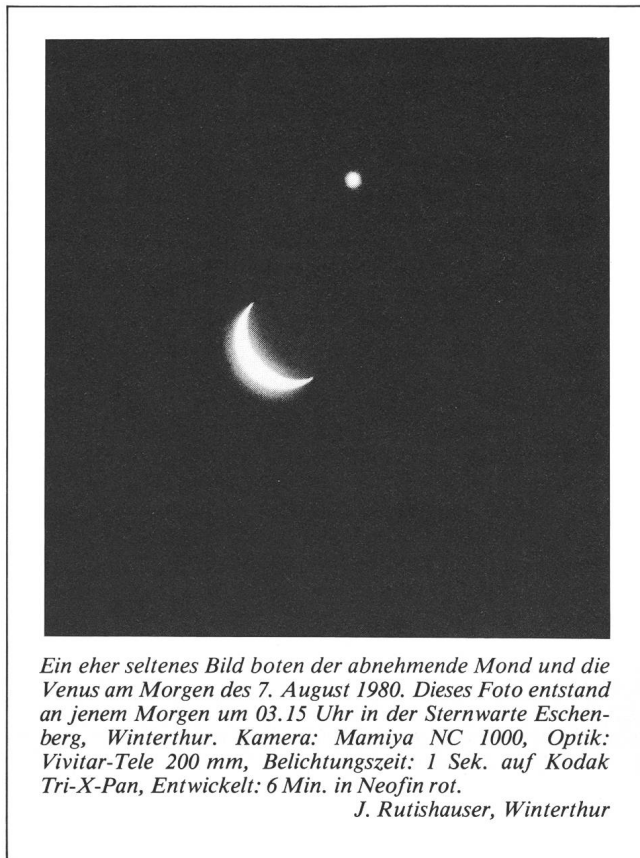 Ein eher seltenes Bild boten der abnehmende Mond und die
Venus am Morgen des 7. August 1980. Dieses Foto entstand
an jenem Morgen um 03.15 Uhr in der Sternwarte Eschen-
berg, Winterthur. Kamera: Mamiya NC 1000, Optik:
Vivitar-Tele 200 mm, Belichtungszeit: 1 Sek. auf Kodak
Tri-X-Pan, Entwickelt: 6 Min. in Neofin rot.
J. Rutishauser, Winterthur